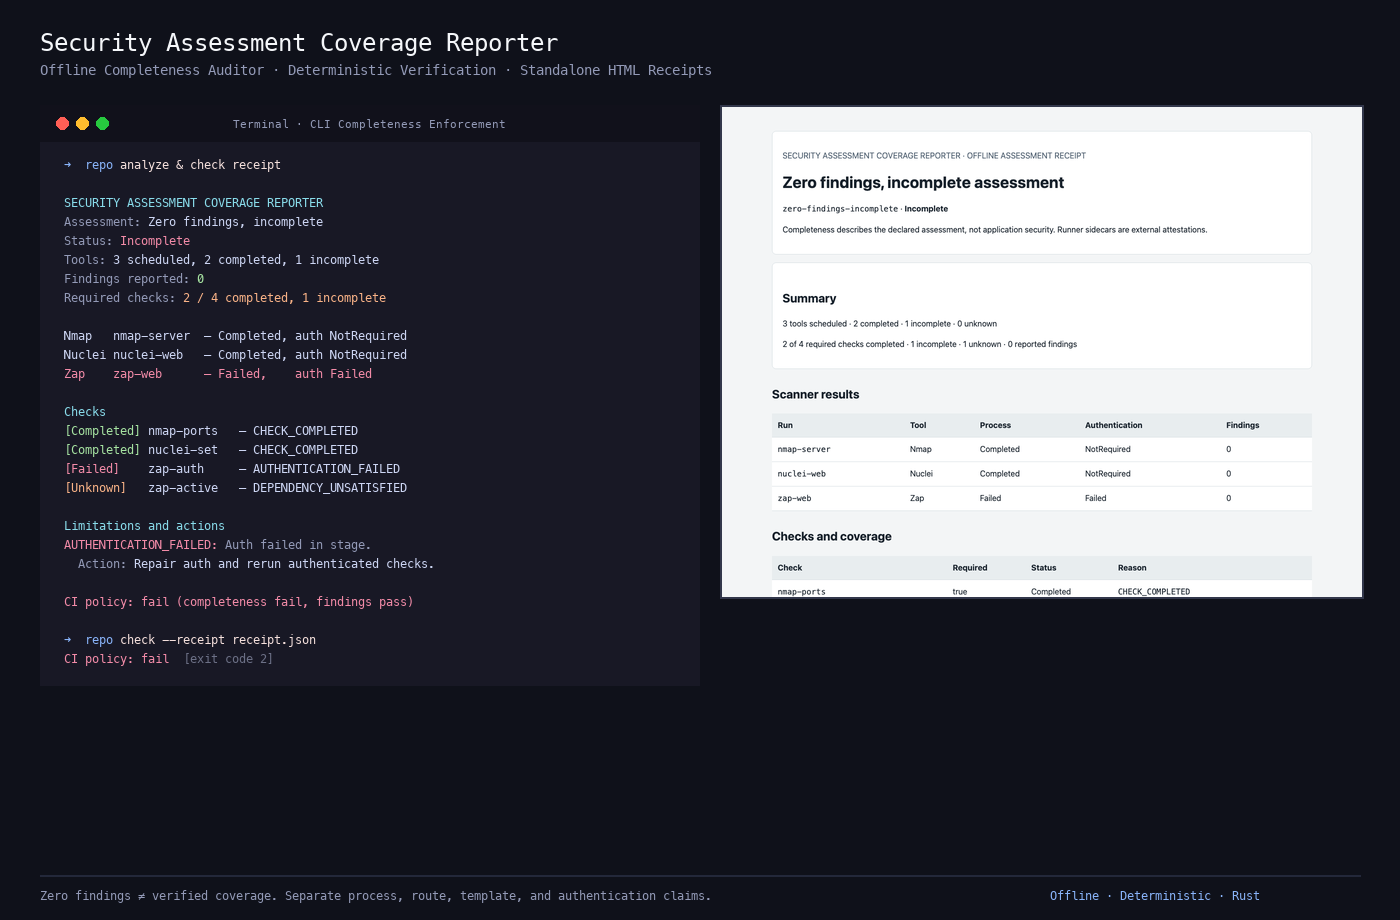 Security Assessment Coverage Reporter
Offline Completeness Auditor · Deterministic Verification · Standalone HTML Receipts
Terminal · CLI Completeness Enforcement
➜  repo analyze & check receipt
SECURITY ASSESSMENT COVERAGE REPORTER
Assessment: Zero findings, incomplete
Status: Incomplete
Tools: 3 scheduled, 2 completed, 1 incomplete
Findings reported: 0
Required checks: 2 / 4 completed, 1 incomplete
Nmap   nmap-server  — Completed, auth NotRequired
Nuclei nuclei-web   — Completed, auth NotRequired
Zap    zap-web      — Failed,    auth Failed
Checks
[Completed] nmap-ports   — CHECK_COMPLETED
[Completed] nuclei-set   — CHECK_COMPLETED
[Failed]    zap-auth     — AUTHENTICATION_FAILED
[Unknown]   zap-active   — DEPENDENCY_UNSATISFIED
Limitations and actions
AUTHENTICATION_FAILED: Auth failed in stage.
Action: Repair auth and rerun authenticated checks.
CI policy: fail (completeness fail, findings pass)
➜  repo check --receipt receipt.json
CI policy: fail  [exit code 2]
SECURITY ASSESSMENT COVERAGE REPORTER · OFFLINE ASSESSMENT RECEIPT
Zero findings, incomplete assessment
zero-findings-incomplete · Incomplete
Completeness describes the declared assessment, not application security. Runner sidecars are external attestations.
Summary
3 tools scheduled · 2 completed · 1 incomplete · 0 unknown
2 of 4 required checks completed · 1 incomplete · 1 unknown · 0 reported findings
Scanner results
Run Tool Process Authentication Findings
nmap-server Nmap Completed NotRequired 0
nuclei-web Nuclei Completed NotRequired 0
zap-web Zap Failed Failed 0
Checks and coverage
Check Required Status Reason
nmap-ports true Completed CHECK_COMPLETED
Zero findings ≠ verified coverage. Separate process, route, template, and authentication claims.
Offline · Deterministic · Rust